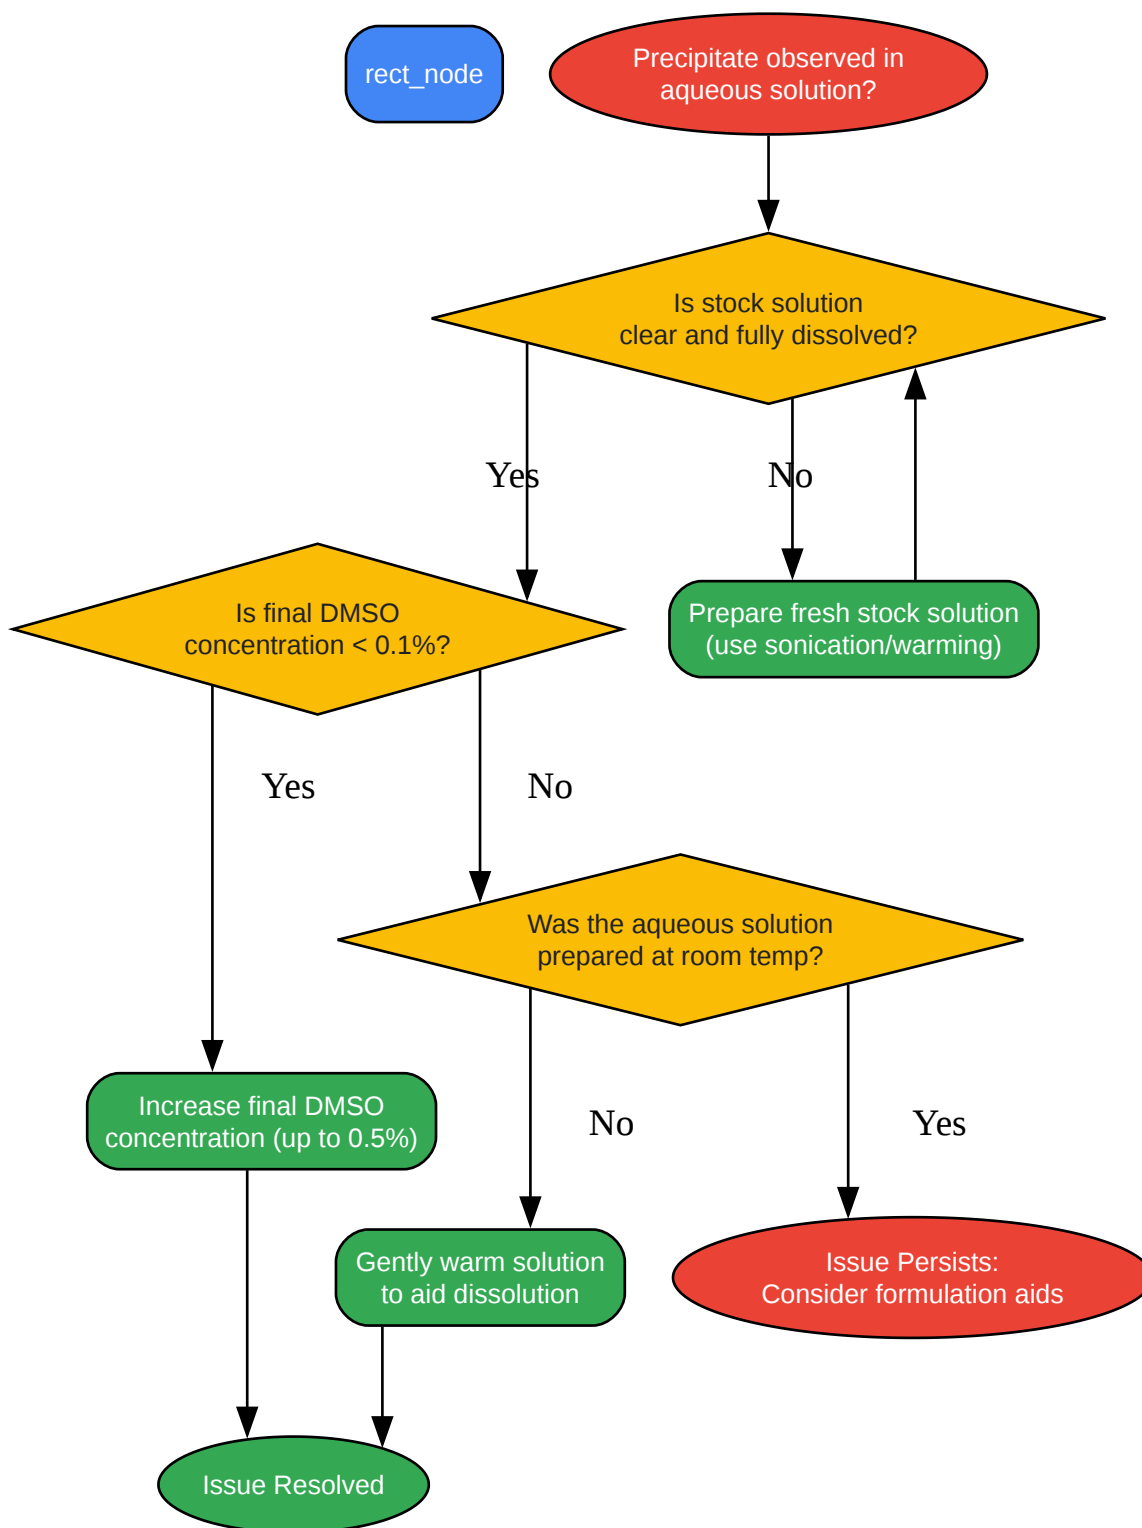 rect_node
Precipitate observed in
aqueous solution?
Is stock solution
clear and fully dissolved?
Yes
No
Is final DMSO
concentration < 0.1%?
Prepare fresh stock solution
(use sonication/warming)
Yes
No
Was the aqueous solution
prepared at room temp?
Increase final DMSO
concentration (up to 0.5%)
No
Yes
Gently warm solution
to aid dissolution
Issue Persists:
Consider formulation aids
Issue Resolved